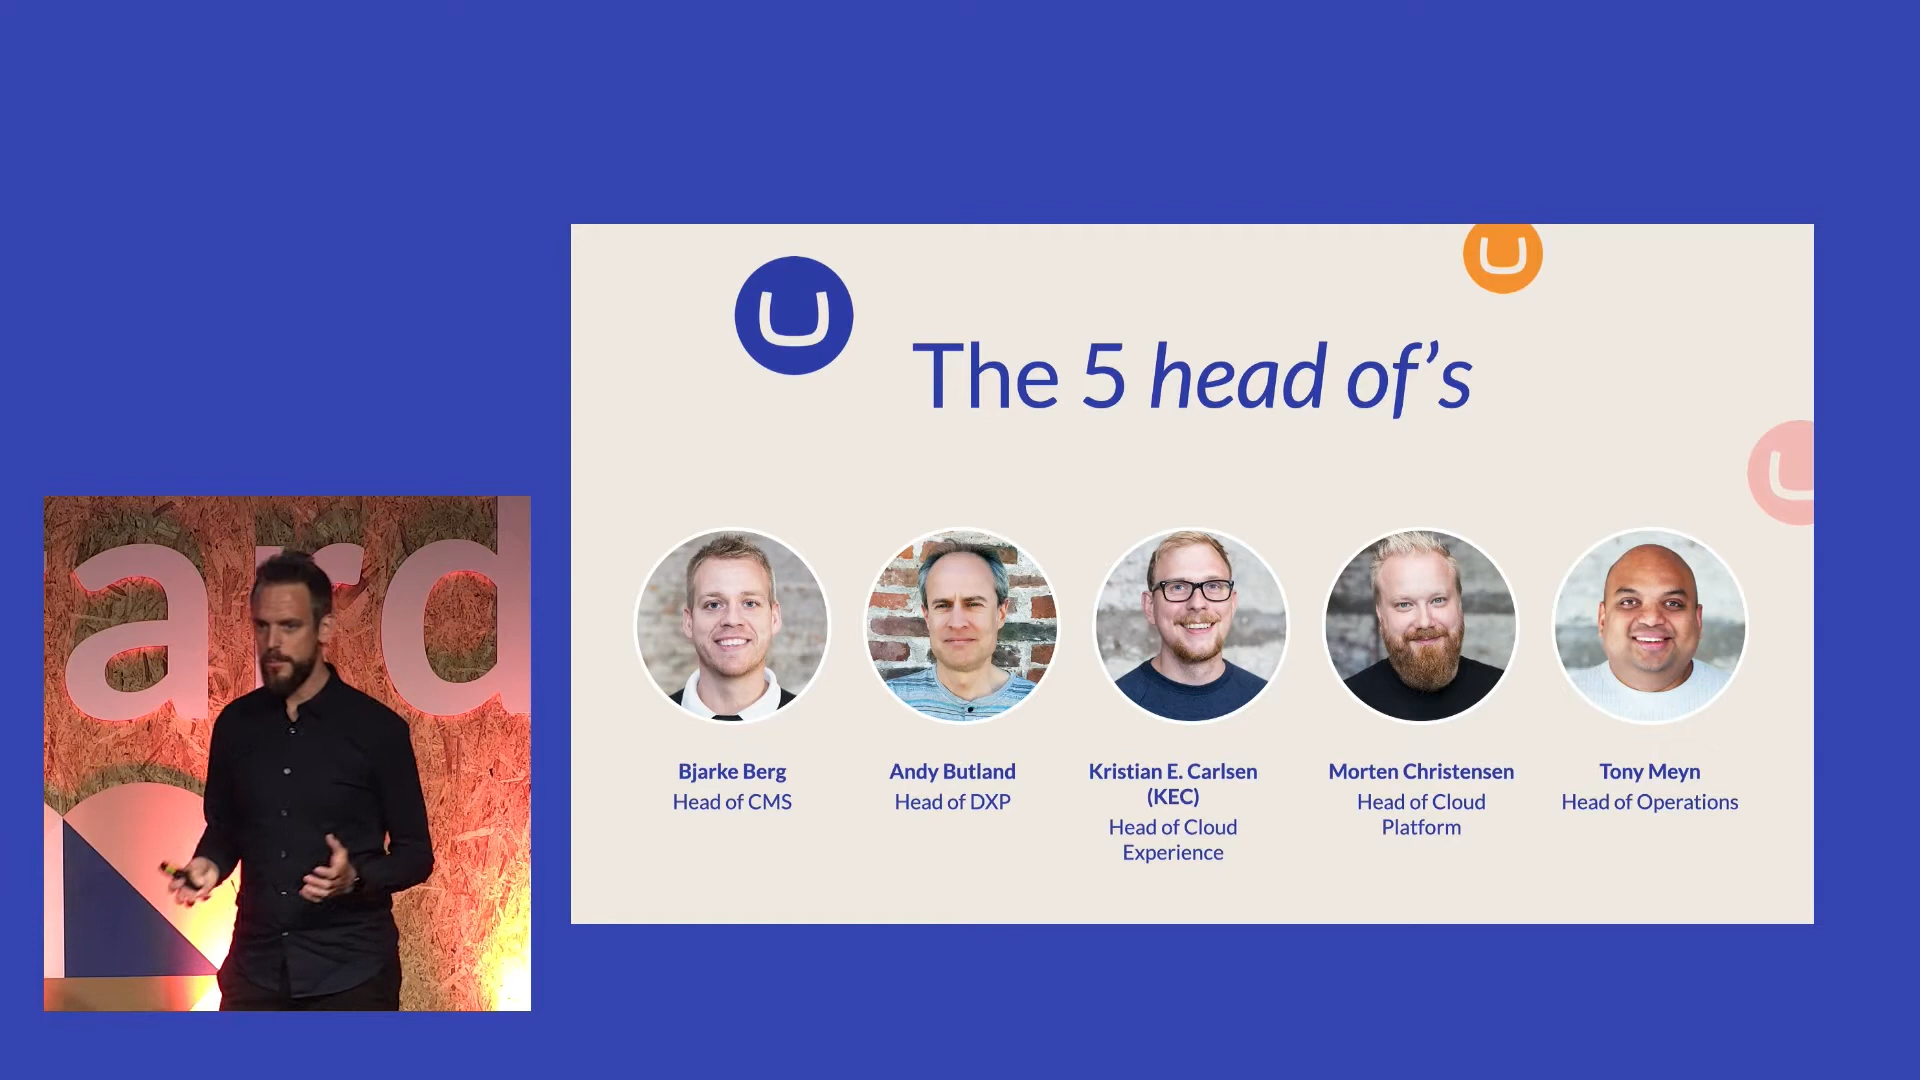 The 5 head of’s
Bjarke Berg
Head of CMS
Andy Butland
Head of DXP
Kristian E. Carlsen
(KEC)
Head of Cloud
Experience
Morten Christensen
Head of Cloud
Platform
Tony Meyn
Head of Operations
ard